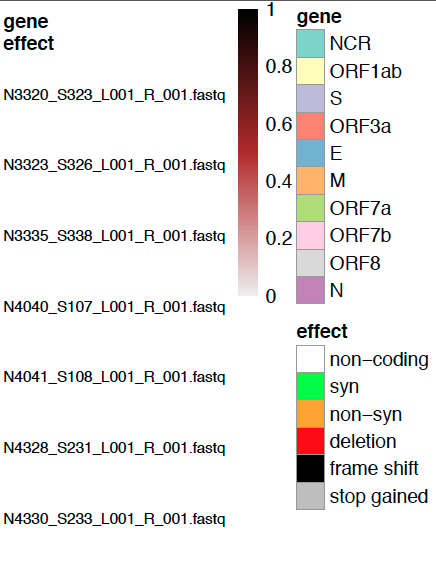 gene
effect
N3320_S323_L001_R_001.fastq
N3323_S326_L001_R_001.fastq
N3335_S338_L001_R_001.fastq
N4040_S107_L001_R_001.fastq
N4041_S108_L001_R_001.fastq
N4328_S231_L001_R_001.fastq
N4330_S233_L001_R_001.fastq
1
0.8
0.6
0.4
0.2
0
gene
NCR
ORF1ab
S
ORF3a
E
M
ORF7a
ORF7b
ORF8
N
effect
non−coding
syn
non−syn
deletion
frame shift
stop gained